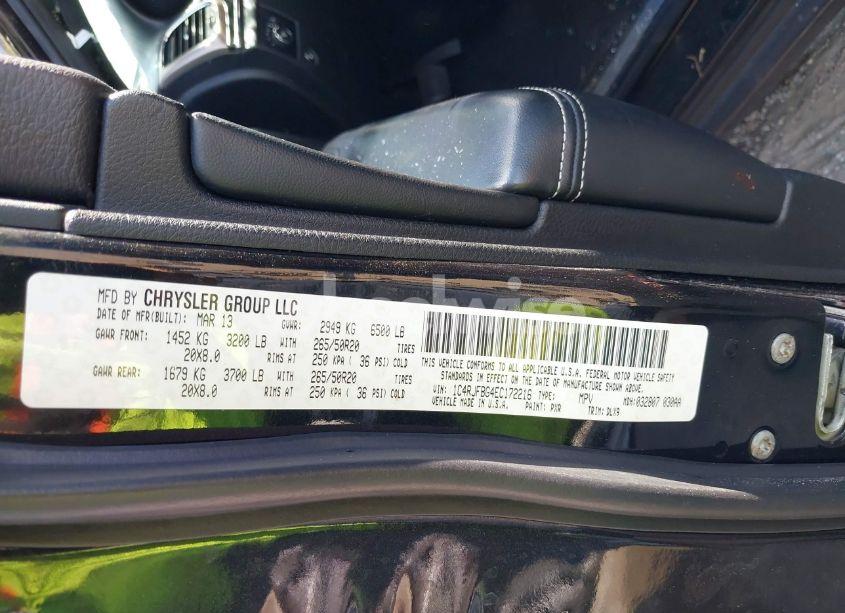 MFD BY CHRYSLER GROUP LLC
DATE OF MFR(BUILT): MAR 13 GVWR: 2949 KG 6500 LB
GAWR FRONT: 1452 KG 3200 LB WITH 265/50R20 TIRES
20X8.0 RIMS AT 250 KPA ( 36 PSI) COLD
GAWR REAR: 1679 KG 3700 LB WITH 265/50R20 TIRES
20X8.0 RIMS AT 250 KPA ( 36 PSI) COLD
THIS VEHICLE CONFORMS TO ALL APPLICABLE U.S.A. FEDERAL MOTOR VEHICLE SAFETY
STANDARDS IN EFFECT ON THE DATE OF MANUFACTURE SHOWN ABOVE.
VIN: 1C4RJFBG4EC172216 TYPE: MPV MDH: 032807 030AA
VEHICLE MADE IN U.S.A. PAINT: PXR TRIM: DLX9